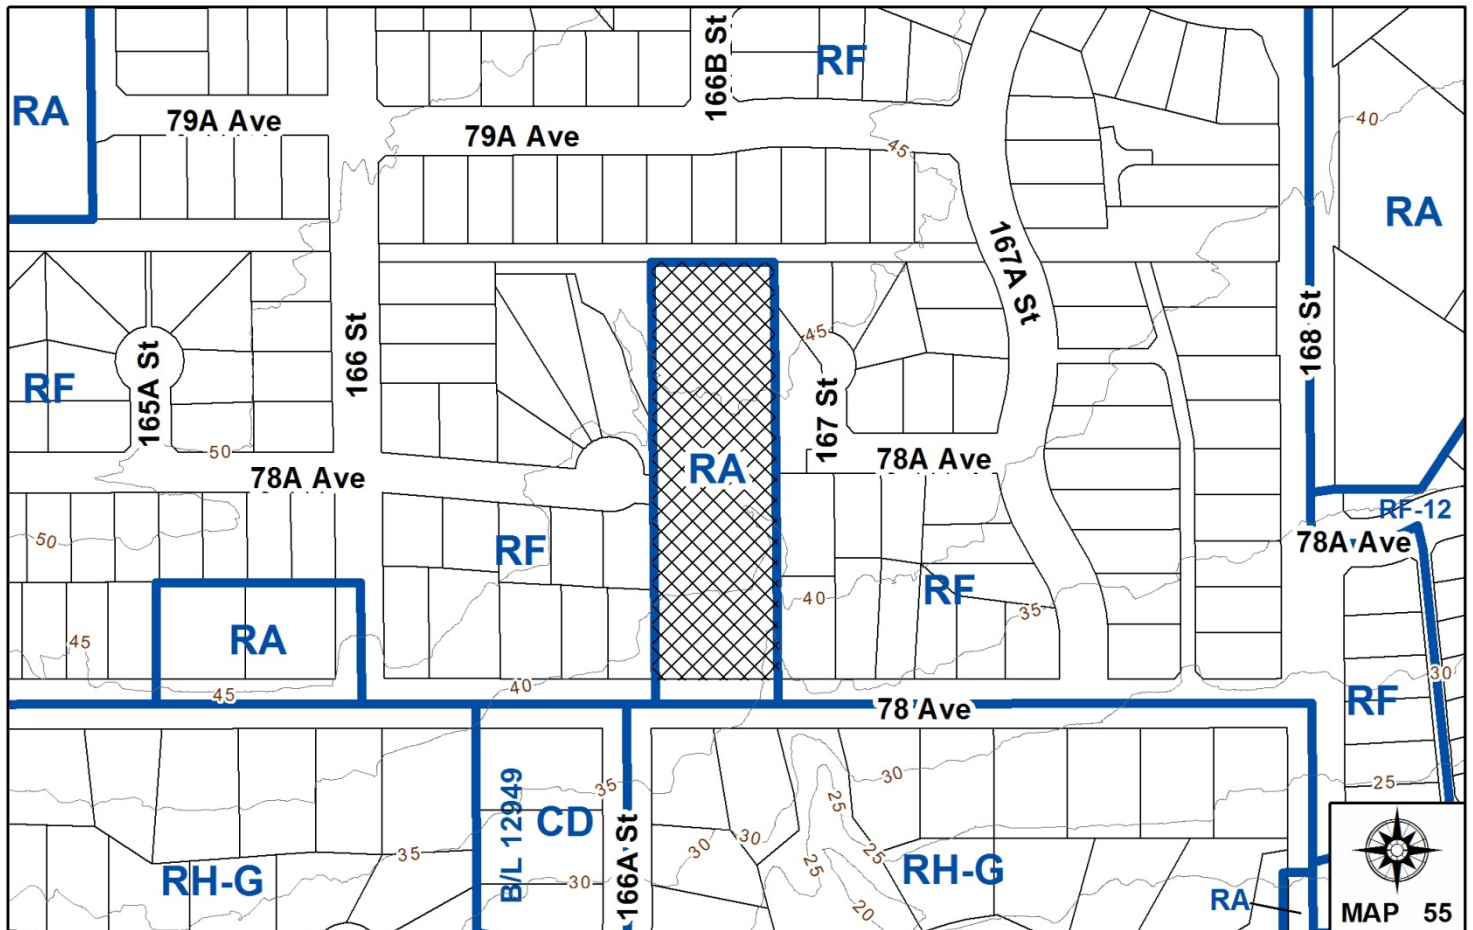 166B St
RF
RA
79A Ave
79A Ave
40
45
RA
167A St
168 St
166 St
165A St
45
167 St
RF
50
78A Ave
RA
78A Ave
RF-12
78A Ave
50
RF
RF
40
35
45
RA
45
40
30
RF
78 Ave
B/L 12949
CD
35
30
25
25
166A St
30
30
25
25
35
RH-G
30
RH-G
20
RA
MAP 55